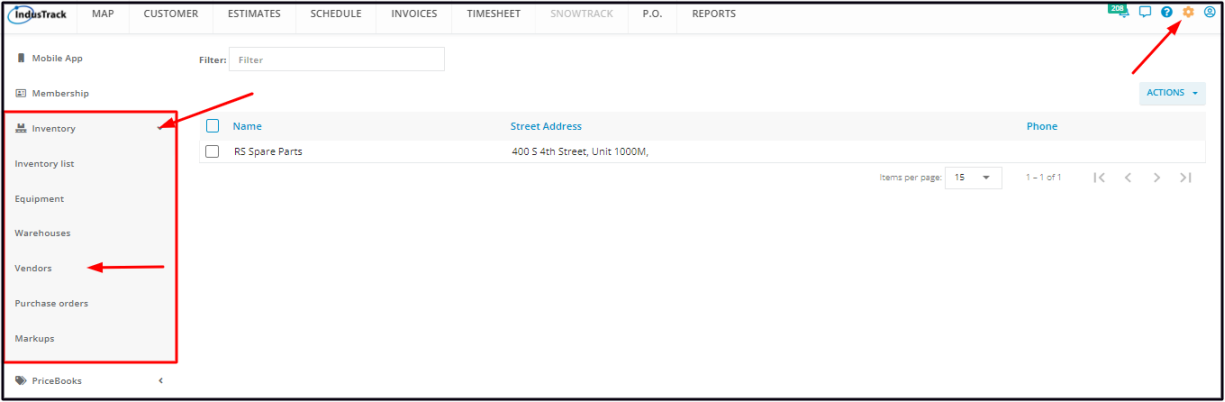 IndusTrack MAP CUSTOMER ESTIMATES SCHEDULE INVOICES TIMESHEET SNOWTRACK P.O. REPORTS 208
Mobile App
Filter: Filter
Membership
ACTIONS
Inventory
Name Street Address Phone
RS Spare Parts 400 S 4th Street, Unit 1000M,
Inventory list
Items per page: 15 1 – 1 of 1
Equipment
Warehouses
Vendors
Purchase orders
Markups
PriceBooks